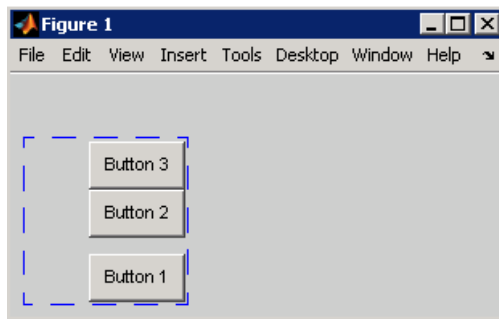 Figure 1
File Edit View Insert Tools Desktop Window Help
Button 3
Button 2
Button 1